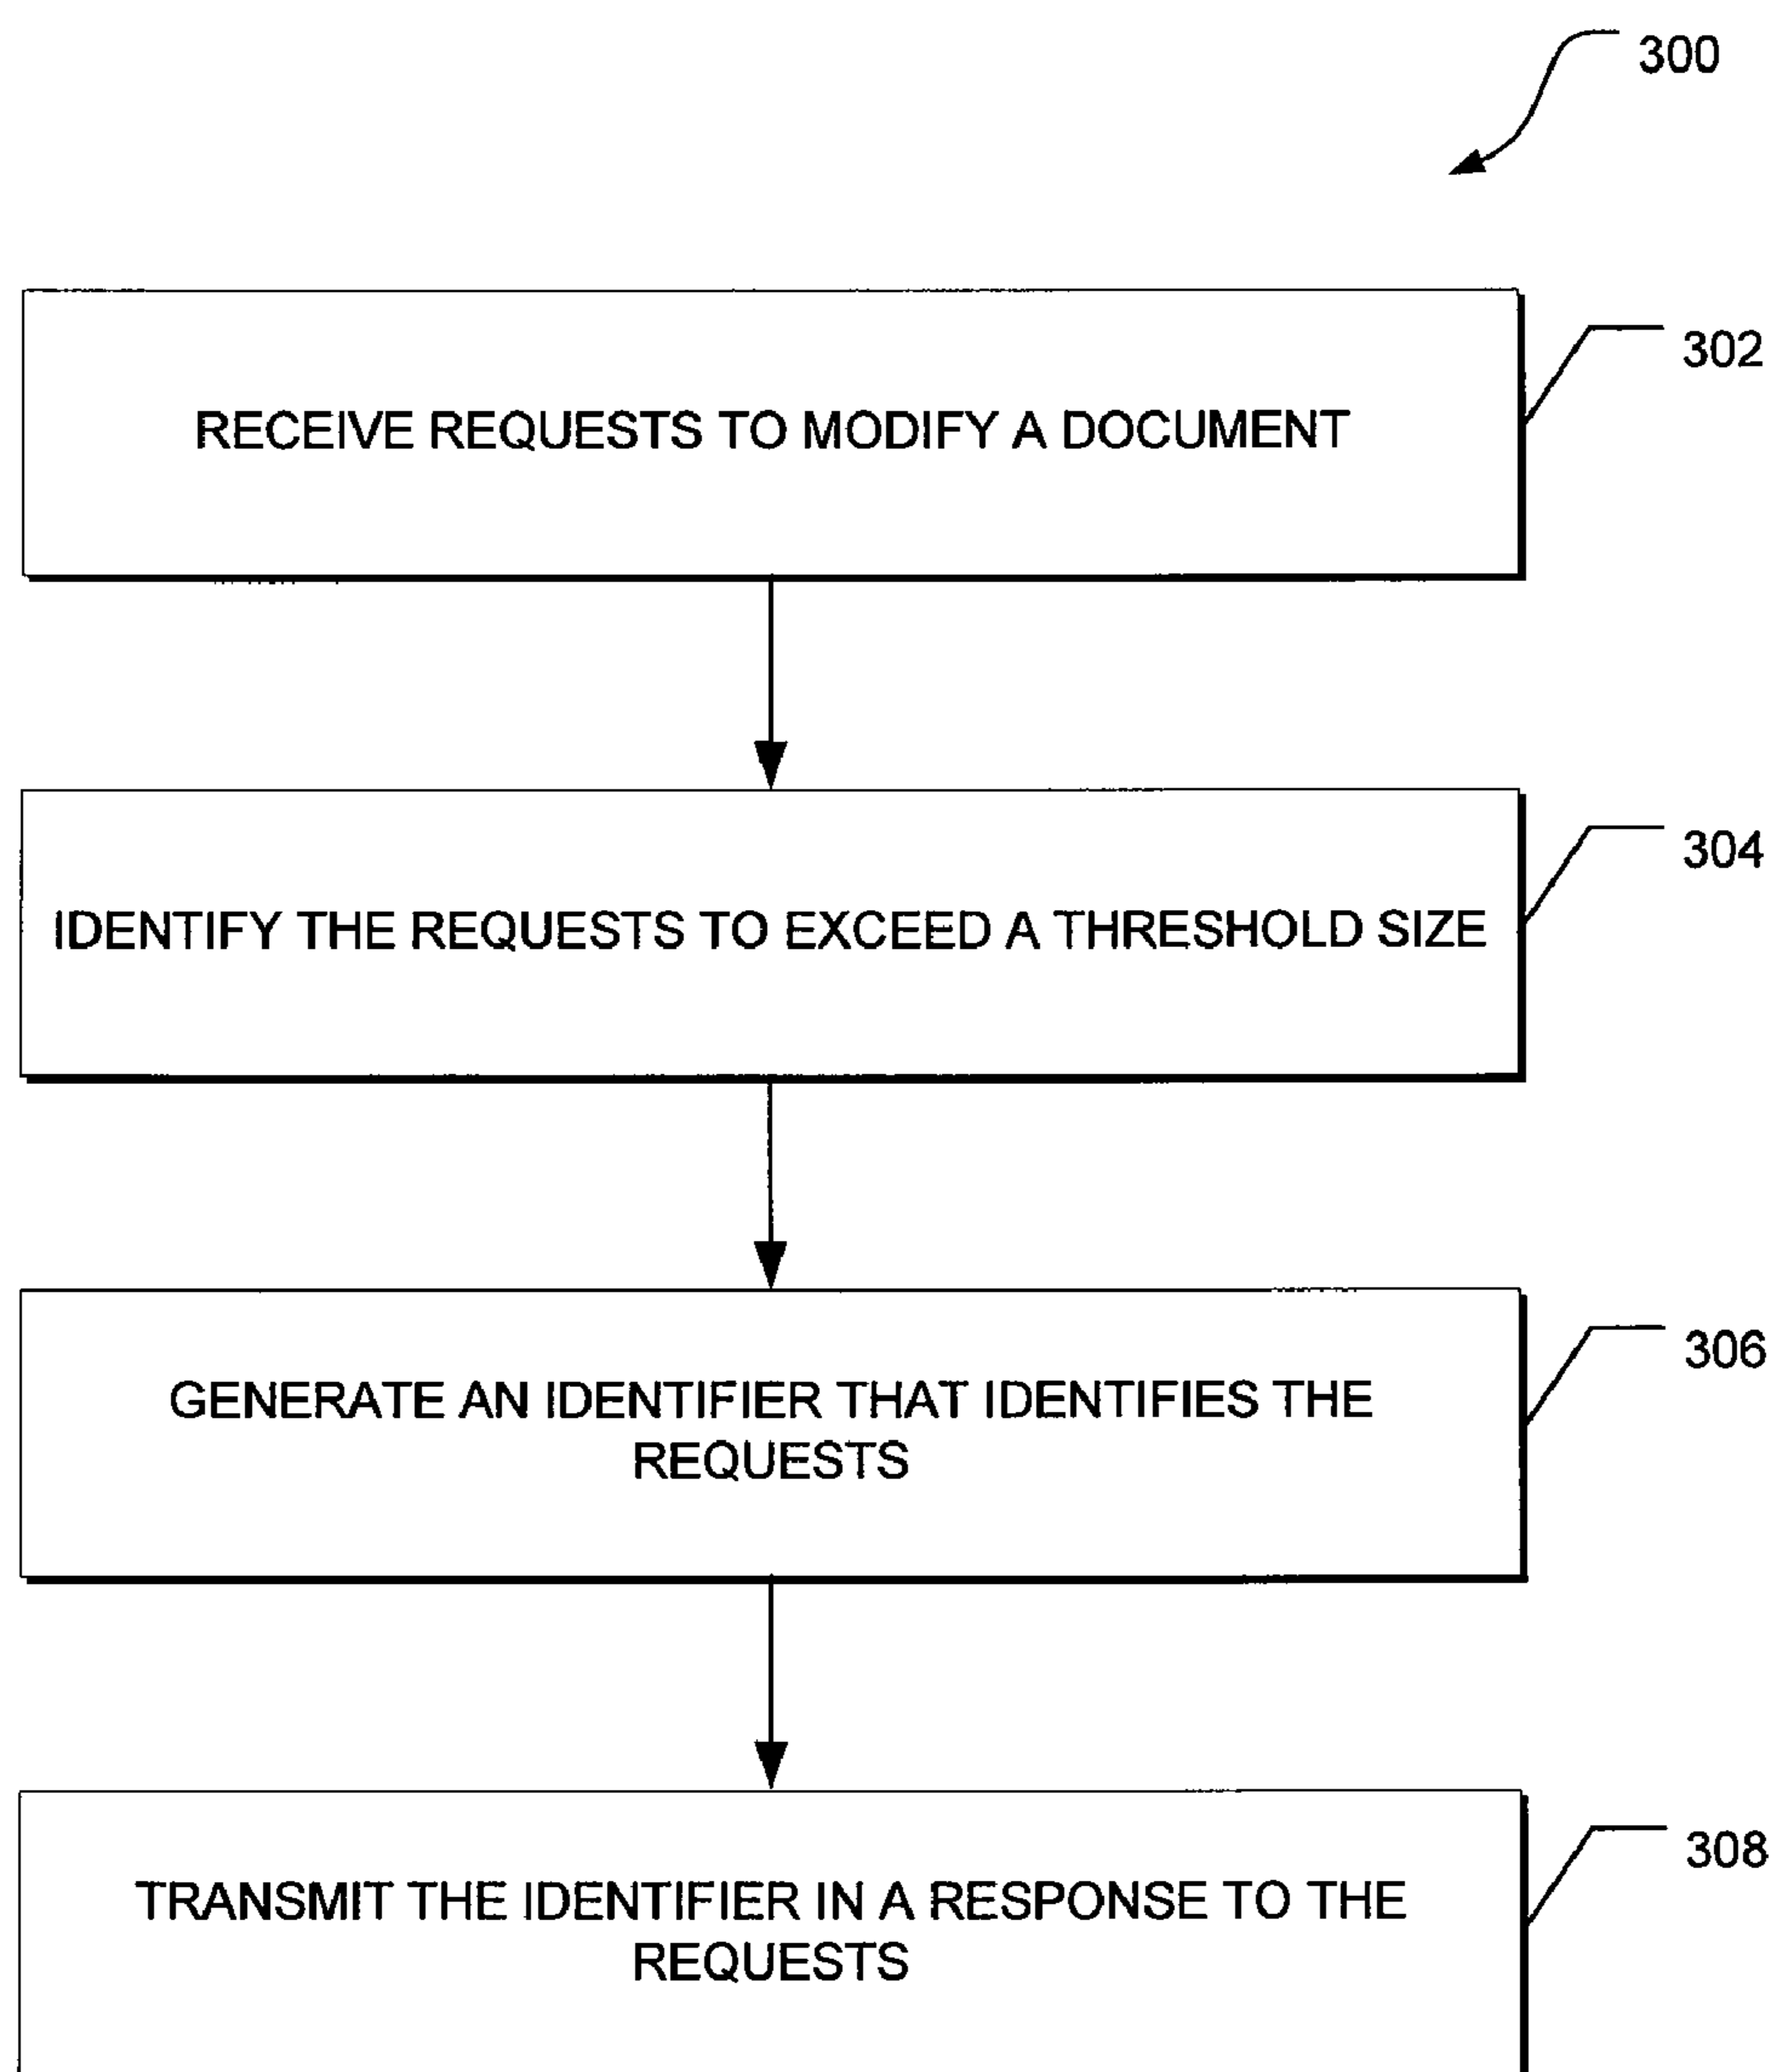 300
302
RECEIVE REQUESTS TO MODIFY A DOCUMENT
304
IDENTIFY THE REQUESTS TO EXCEED A THRESHOLD SIZE
306
GENERATE AN IDENTIFIER THAT IDENTIFIES THE
REQUESTS
308
TRANSMIT THE IDENTIFIER IN A RESPONSE TO THE
REQUESTS